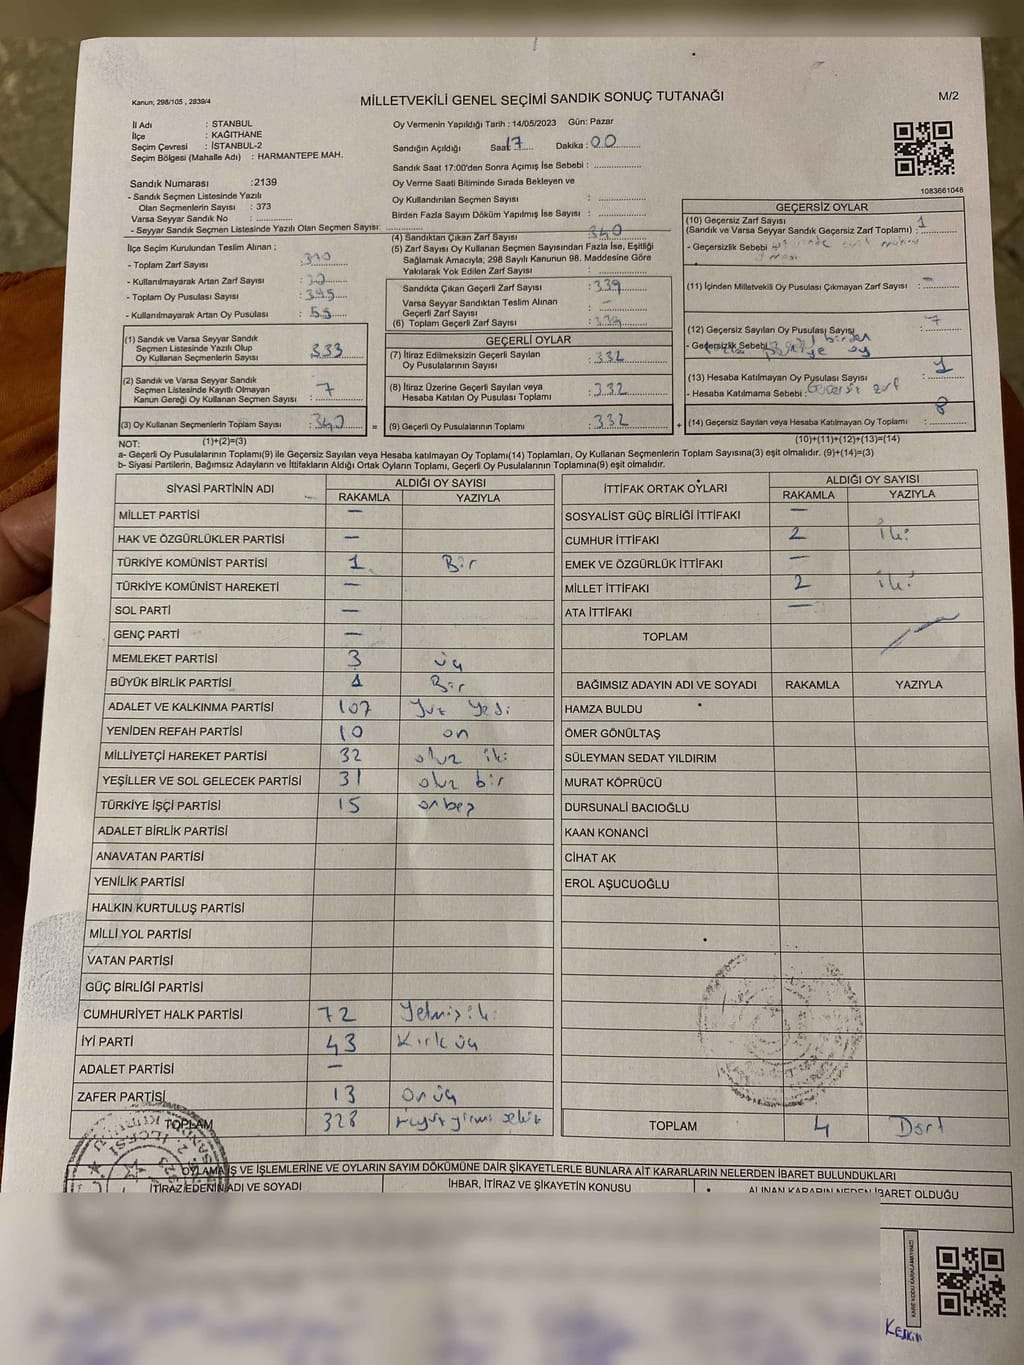 Kanun; 298/105 , 2839/4
MİLLETVEKİLİ GENEL SEÇİMİ SANDIK SONUÇ TUTANAĞI
M/2
İl Adı : İSTANBUL
İlçe : KAĞITHANE
Seçim Çevresi : İSTANBUL-2
Seçim Bölgesi (Mahalle Adı) : HARMANTEPE MAH.
Oy Vermenin Yapıldığı Tarih : 14/05/2023 Gün: Pazar
Sandığın Açıldığı Saat 17 Dakika : 00
Sandık Saat 17:00'den Sonra Açımış İse Sebebi :
1083661048
Sandık Numarası :2139
- Sandık Seçmen Listesinde Yazılı
Olan Seçmenlerin Sayısı : 373
Varsa Seyyar Sandık No :
- Seyyar Sandık Seçmen Listesinde Yazılı Olan Seçmen Sayısı:
Oy Verme Saati Bitiminde Sırada Bekleyen ve
Oy Kullandırılan Seçmen Sayısı :
Birden Fazla Sayım Döküm Yapılmış İse Sayısı :
İlçe Seçim Kurulundan Teslim Alınan ;
- Toplam Zarf Sayısı :
- Kullanılmayarak Artan Zarf Sayısı :
- Toplam Oy Pusulası Sayısı : 395
- Kullanılmayarak Artan Oy Pusulası : 55
(1) Sandık ve Varsa Seyyar Sandık
Seçmen Listesinde Yazılı Olup
Oy Kullanan Seçmenlerin Sayısı : 333
(2) Sandık ve Varsa Seyyar Sandık
Seçmen Listesinde Kayıtlı Olmayan
Kanun Gereği Oy Kullanan Seçmen Sayısı : 7
(3) Oy Kullanan Seçmenlerin Toplam Sayısı : 340 =
(4) Sandıktan Çıkan Zarf Sayısı : 340
(5) Zarf Sayısı Oy Kullanan Seçmen Sayısından Fazla İse, Eşitliği
Sağlamak Amacıyla, 298 Sayılı Kanunun 98. Maddesine Göre
Yakılarak Yok Edilen Zarf Sayısı :
Sandıkta Çıkan Geçerli Zarf Sayısı : 339
Varsa Seyyar Sandıktan Teslim Alınan
Geçerli Zarf Sayısı : –
(6) Toplam Geçerli Zarf Sayısı : 339
GEÇERLİ OYLAR
(7) İtiraz Edilmeksizin Geçerli Sayılan
Oy Pusulalarının Sayısı : 332
(8) İtiraz Üzerine Geçerli Sayılan veya
Hesaba Katılan Oy Pusulası Toplamı : 332
(9) Geçerli Oy Pusulalarının Toplamı : 332 +
GEÇERSİZ OYLAR
(10) Geçersiz Zarf Sayısı
(Sandık ve Varsa Seyyar Sandık Geçersiz Zarf Toplamı) : 1
- Geçersizlik Sebebi :
(11) İçinden Milletvekili Oy Pusulası Çıkmayan Zarf Sayısı : –
(12) Geçersiz Sayılan Oy Pusulası Sayısı : 7
- Geçersizlik Sebebi : birden
oy
(13) Hesaba Katılmayan Oy Pusulası Sayısı : 1
- Hesaba Katılmama Sebebi : Geçersiz zarf
(14) Geçersiz Sayılan veya Hesaba Katılmayan Oy Toplamı : 8
NOT: (1)+(2)=(3)
(10)+(11)+(12)+(13)=(14)
a- Geçerli Oy Pusulalarının Toplamı(9) ile Geçersiz Sayılan veya Hesaba Katılmayan Oy Toplamı(14) Toplamları, Oy Kullanan Seçmenlerin Toplam Sayısına(3) eşit olmalıdır. (9)+(14)=(3)
b- Siyasi Partilerin, Bağımsız Adayların ve İttifakların Aldığı Ortak Oyların Toplamı, Geçerli Oy Pusulalarının Toplamına(9) eşit olmalıdır.
SİYASİ PARTİNİN ADI
ALDIĞI OY SAYISI
RAKAMLA YAZIYLA
MİLLET PARTİSİ –
HAK VE ÖZGÜRLÜKLER PARTİSİ –
TÜRKİYE KOMÜNİST PARTİSİ 1 Bir
TÜRKİYE KOMÜNİST HAREKETİ –
SOL PARTİ –
GENÇ PARTİ –
MEMLEKET PARTİSİ 3 üç
BÜYÜK BİRLİK PARTİSİ 1 Bir
ADALET VE KALKINMA PARTİSİ 107 Yüz Yedi
YENİDEN REFAH PARTİSİ 10 on
MİLLİYETÇİ HAREKET PARTİSİ 32 otuz iki
YEŞİLLER VE SOL GELECEK PARTİSİ 31 otuz bir
TÜRKİYE İŞÇİ PARTİSİ 15 onbeş
ADALET BİRLİK PARTİSİ
ANAVATAN PARTİSİ
YENİLİK PARTİSİ
HALKIN KURTULUŞ PARTİSİ
MİLLİ YOL PARTİSİ
VATAN PARTİSİ
GÜÇ BİRLİĞİ PARTİSİ
CUMHURİYET HALK PARTİSİ 72 Yetmiş iki
İYİ PARTİ 43 Kırk üç
ADALET PARTİSİ –
ZAFER PARTİSİ 13 on üç
TOPLAM 328 üçyüz yirmi sekiz
İTTİFAK ORTAK OYLARI
ALDIĞI OY SAYISI
RAKAMLA YAZIYLA
SOSYALİST GÜÇ BİRLİĞİ İTTİFAKI –
CUMHUR İTTİFAKI 2 iki
EMEK VE ÖZGÜRLÜK İTTİFAKI –
MİLLET İTTİFAKI 2 iki
ATA İTTİFAKI –
TOPLAM
BAĞIMSIZ ADAYIN ADI VE SOYADI RAKAMLA YAZIYLA
HAMZA BULDU
ÖMER GÖNÜLTAŞ
SÜLEYMAN SEDAT YILDIRIM
MURAT KÖPRÜCÜ
DURSUNALİ BACIOĞLU
KAAN KONANCİ
CİHAT AK
EROL AŞUCUOĞLU
TOPLAM 4 Dört
OYLAMA İŞ VE İŞLEMLERİNE VE OYLARIN SAYIM DÖKÜMÜNE DAİR ŞİKAYETLERLE BUNLARA AİT KARARLARIN NELERDEN İBARET BULUNDUKLARI
İTİRAZ EDENİN ADI VE SOYADI
İHBAR, İTİRAZ VE ŞİKAYETİN KONUSU
ALINAN KARARIN NEDEN İBARET OLDUĞU